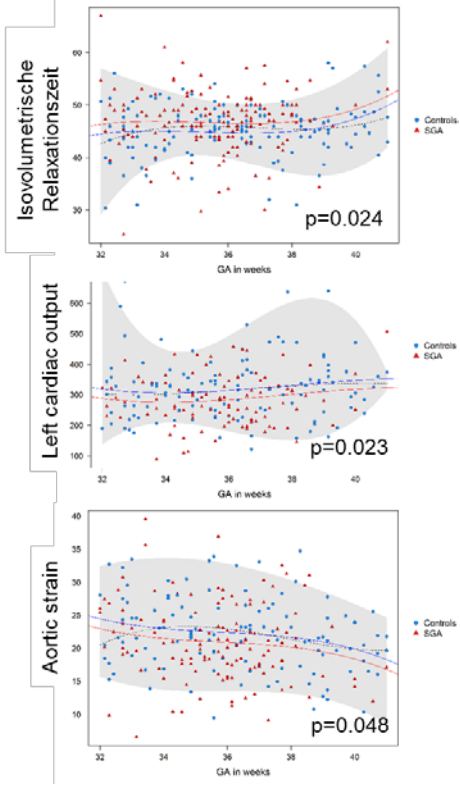 Isovolumetrische
Relaxationszeit
60
50
40
30
p=0.024
32
34
36
38
40
GA in weeks
Controls
SGA
Left cardiac output
600
500
400
300
200
100
p=0.023
32
34
36
38
40
GA in weeks
Controls
SGA
Aortic strain
40
35
30
25
20
15
10
p=0.048
32
34
36
38
40
GA in weeks
Controls
SGA